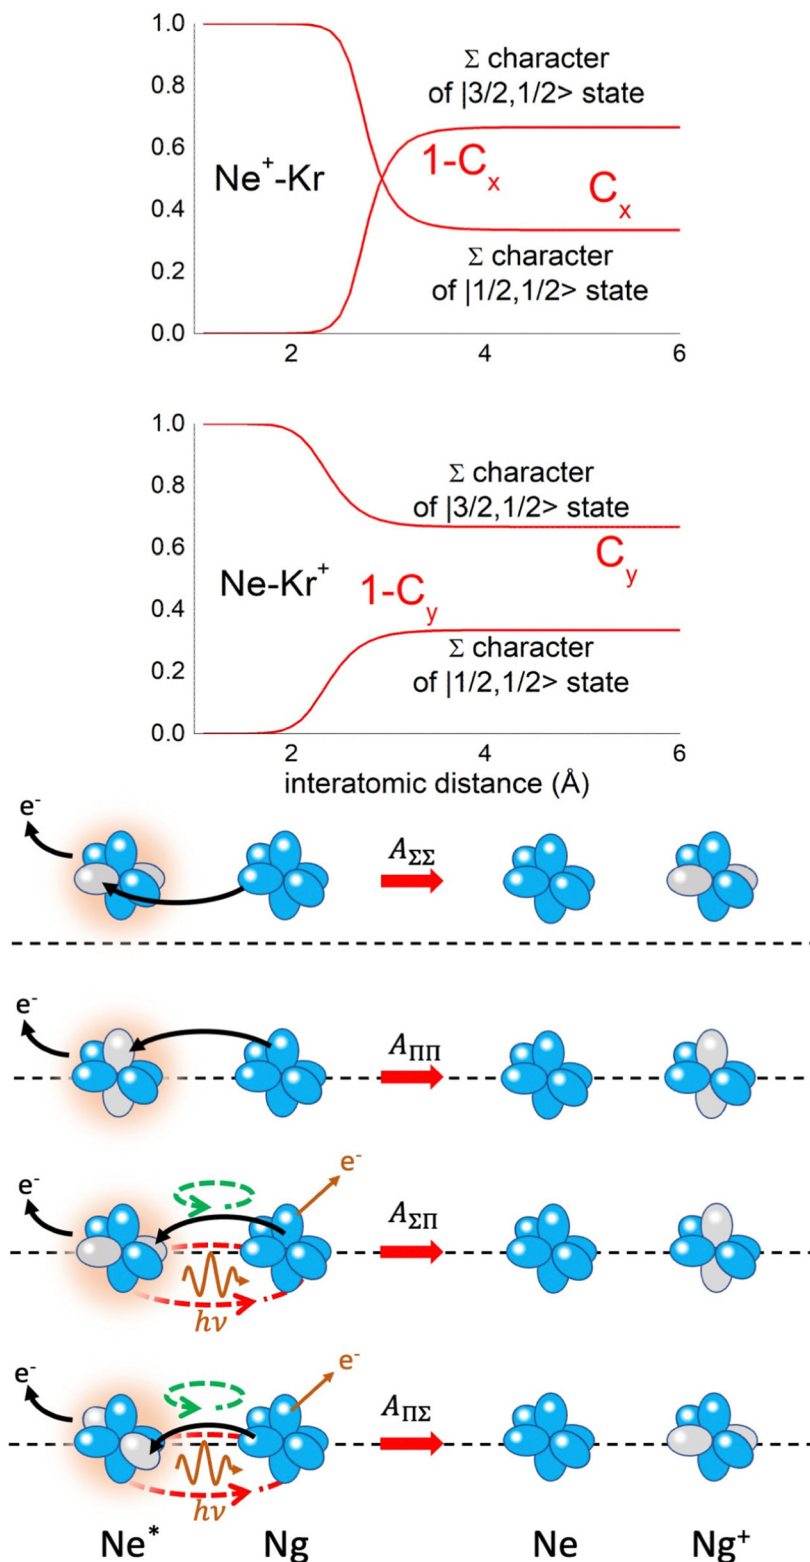 1.0
Σ character
of |3/2,1/2> state
0.8
0.6
Ne⁺-Kr
1-Cₓ
Cₓ
0.4
Σ character
of |1/2,1/2> state
0.2
0.0
2
4
6
1.0
Σ character
of |3/2,1/2> state
0.8
0.6
Ne-Kr⁺
1-C_y
C_y
0.4
Σ character
of |1/2,1/2> state
0.2
0.0
2
4
6
interatomic distance (Å)
e⁻
A_ΣΣ
e⁻
A_ΠΠ
e⁻
e⁻
A_ΣΠ
hν
e⁻
e⁻
A_ΠΣ
hν
Ne* Ng Ne Ng⁺